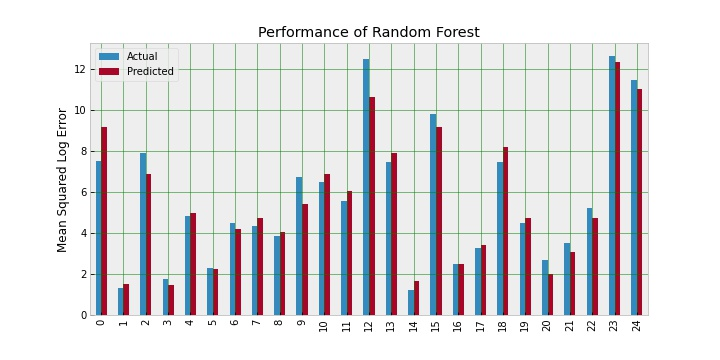 Performance of Random Forest
Mean Squared Log Error
Actual
Predicted
12
10
8
6
4
2
0
0 1 2 3 4 5 6 7 8 9 10 11 12 13 14 15 16 17 18 19 20 21 22 23 24